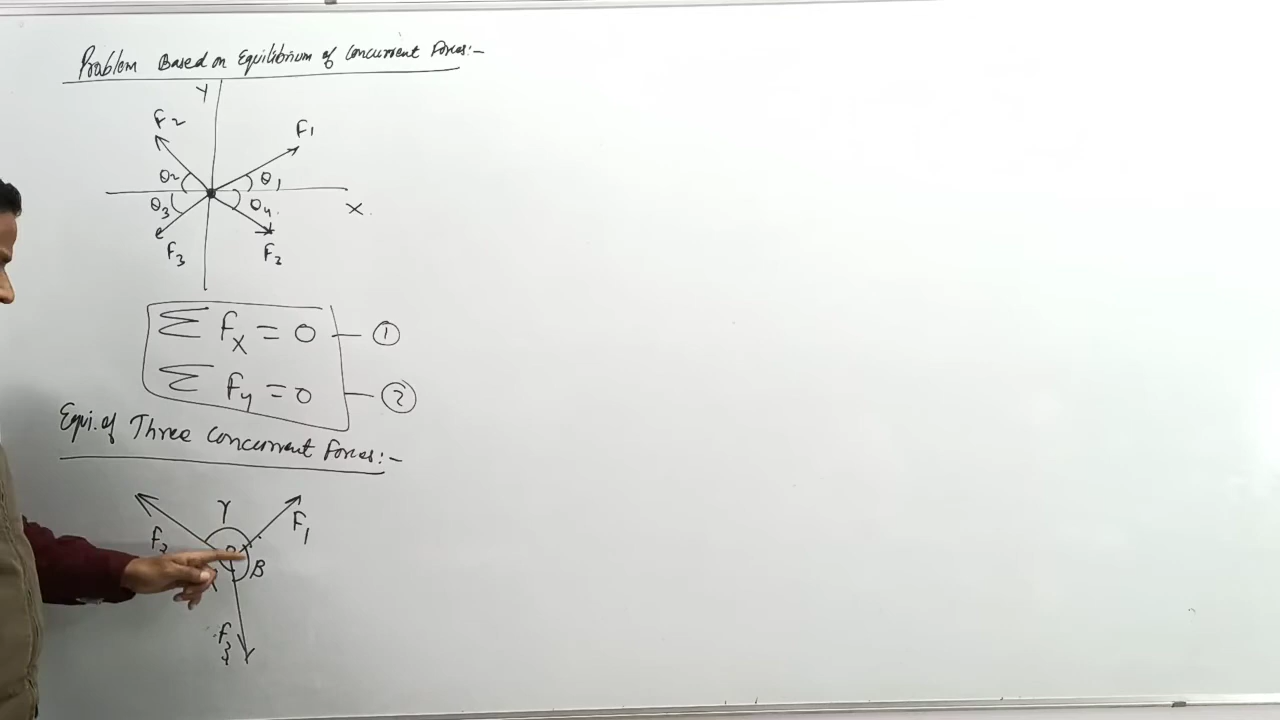 Problem Based on Equilibrium of Concurrent Forces:-
Y
F2
F1
θ2
θ1
θ3
θ4
X
F3
F2
Σ Fx = 0 — ①
Σ Fy = 0 — ②
Equi. of Three Concurrent Forces:-
γ
F2
F1
β
F3